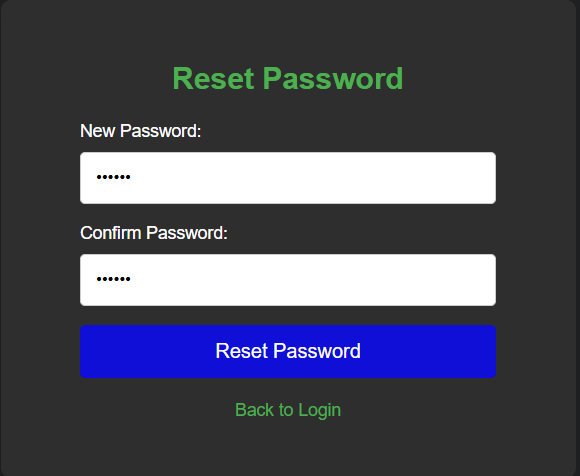 Reset Password
New Password:
••••••
Confirm Password:
••••••
Reset Password
Back to Login